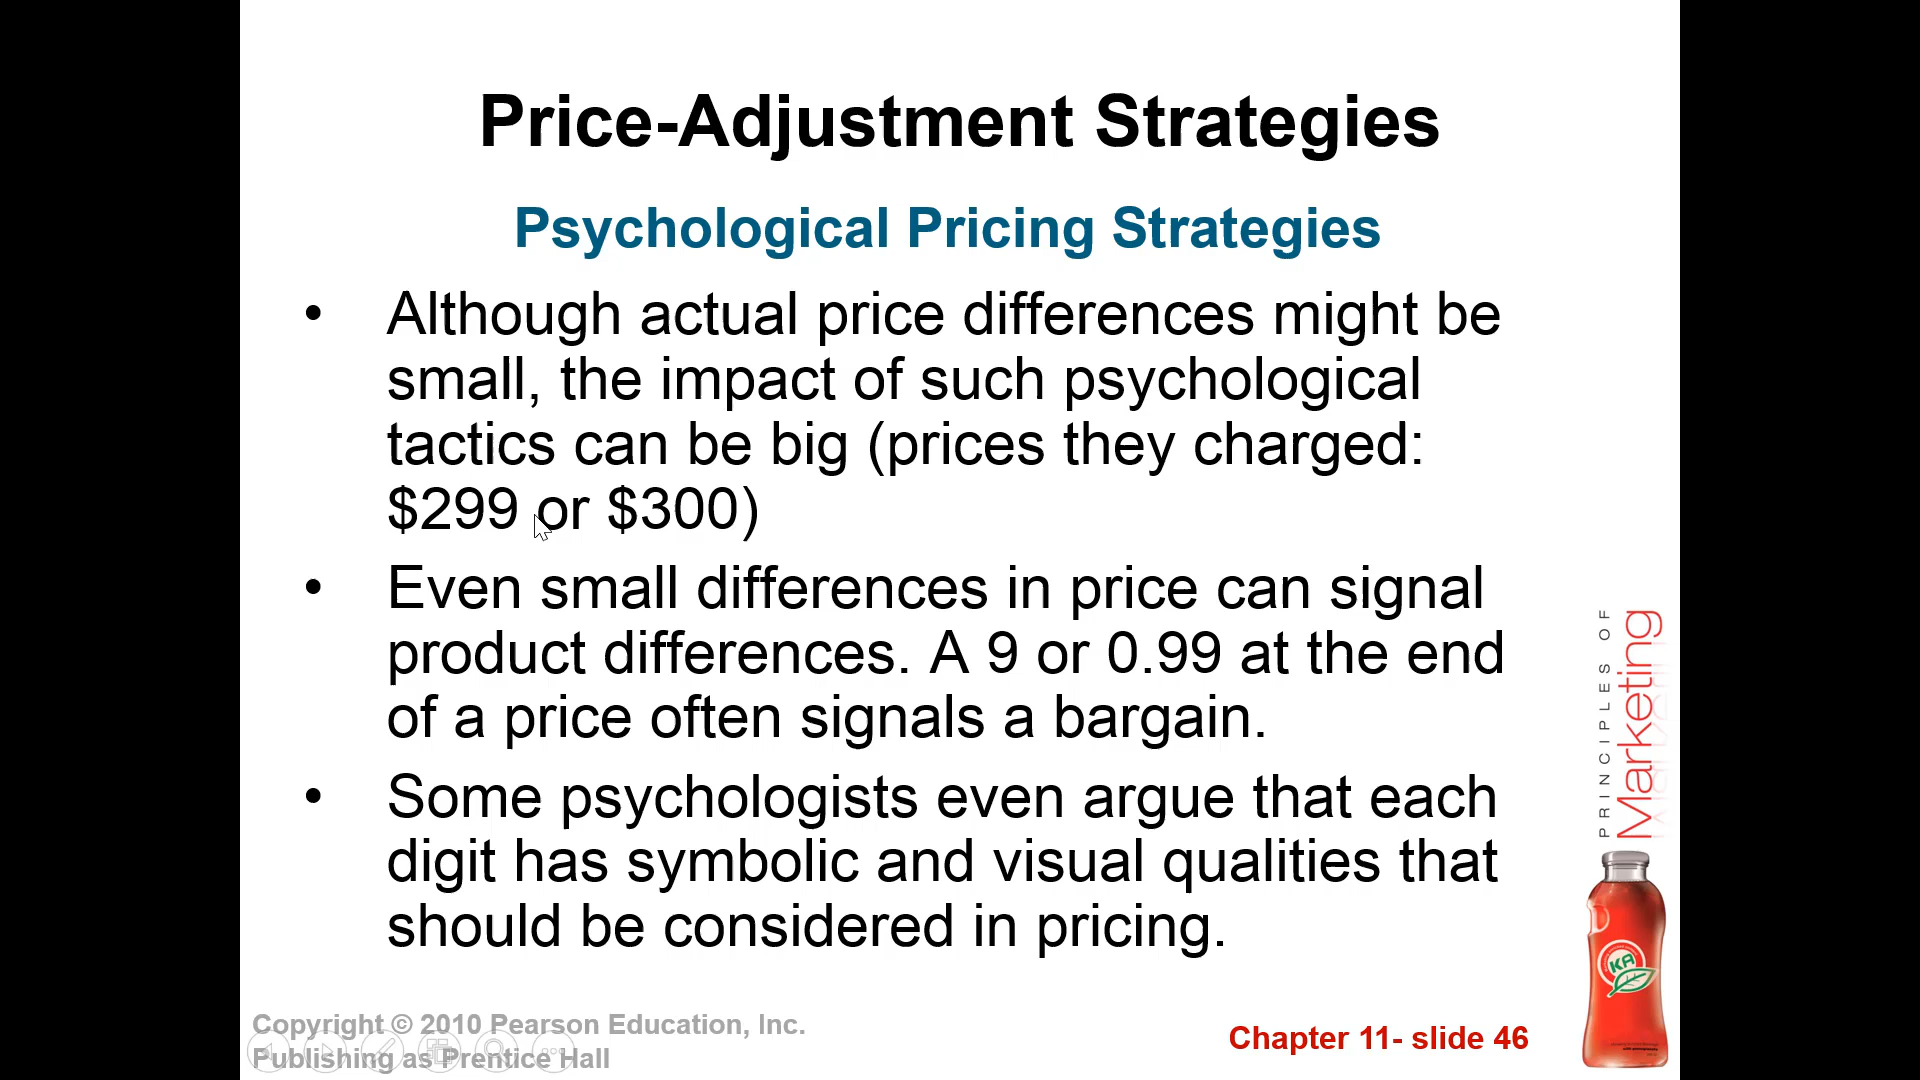 Price-Adjustment Strategies
Psychological Pricing Strategies
• Although actual price differences might be
small, the impact of such psychological
tactics can be big (prices they charged:
$299 or $300)
• Even small differences in price can signal
product differences. A 9 or 0.99 at the end
of a price often signals a bargain.
• Some psychologists even argue that each
digit has symbolic and visual qualities that
should be considered in pricing.
PRINCIPLES OF
Marketing
KA
Copyright © 2010 Pearson Education, Inc.
Publishing as Prentice Hall
Chapter 11- slide 46